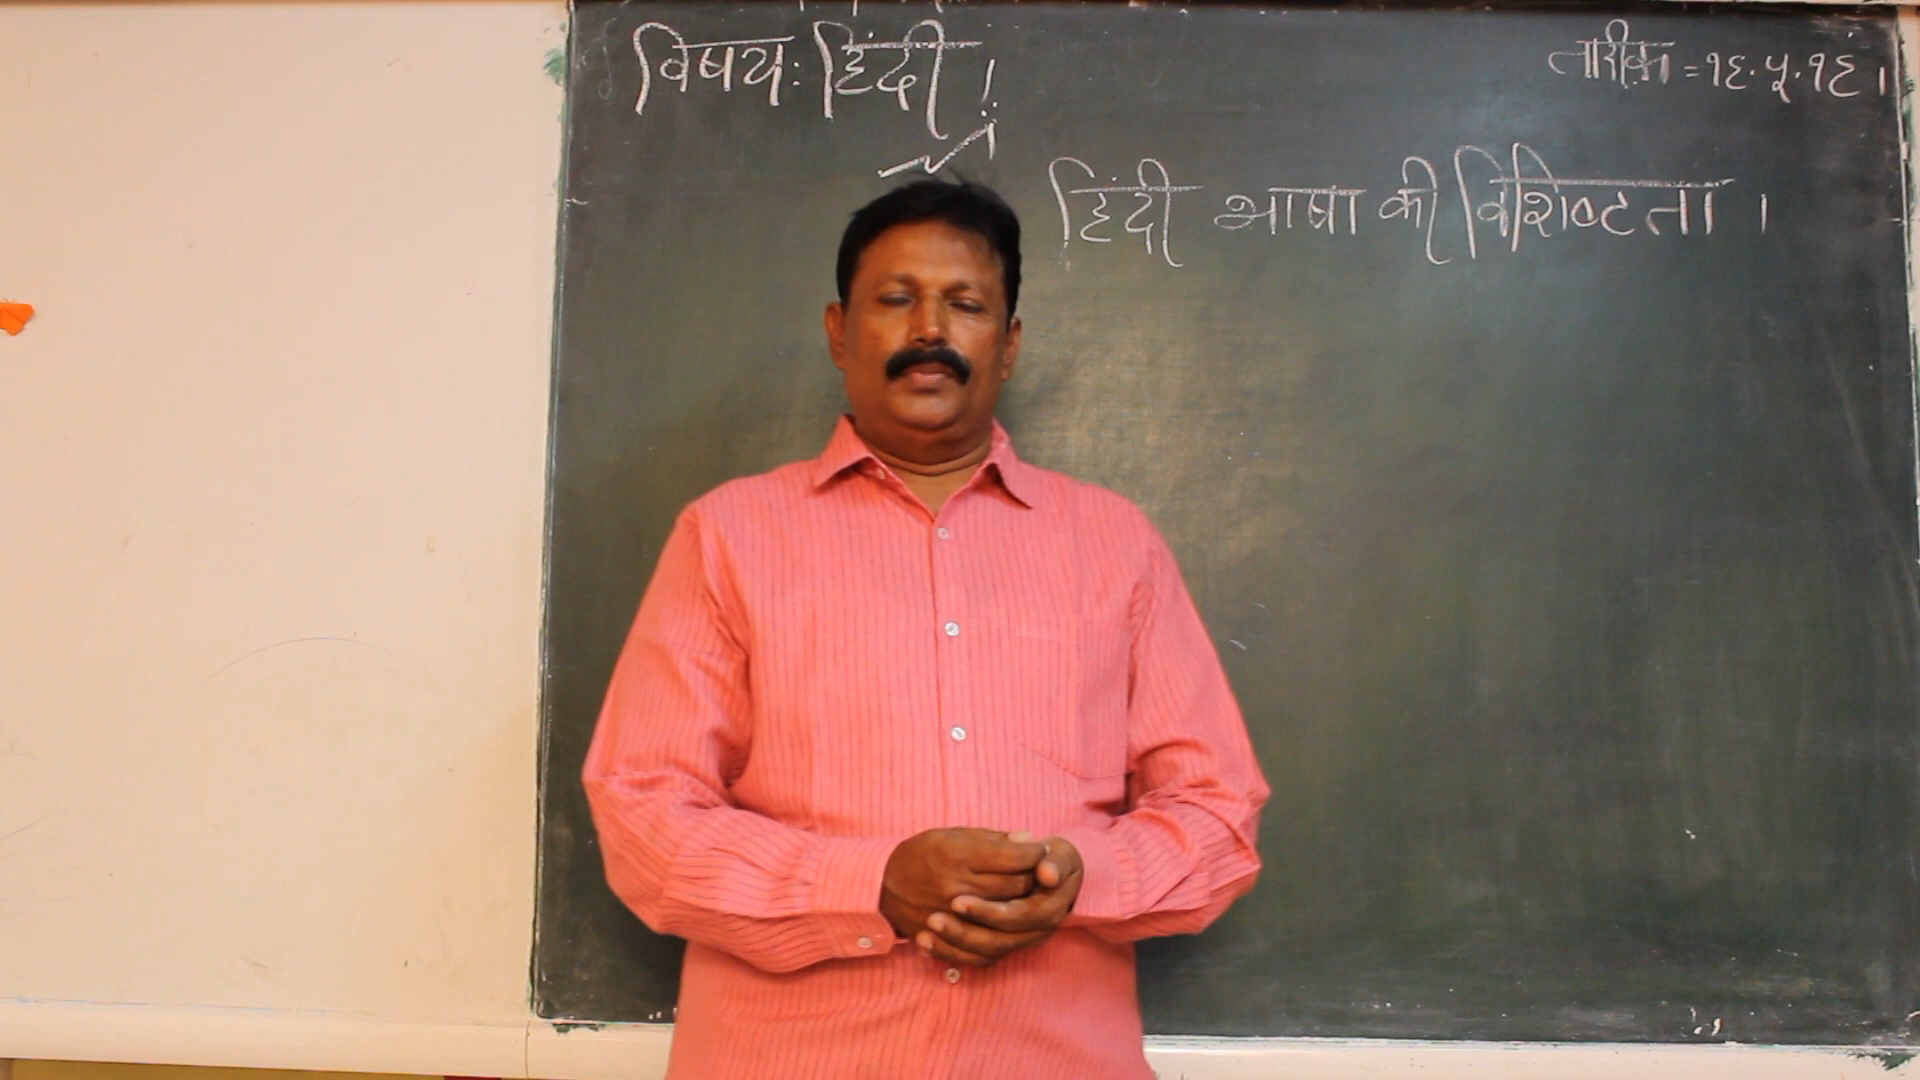 विषय: हिंदी !
तारीख = १६.५.१६ ।
हिंदी भाषा की विशिष्टता ।